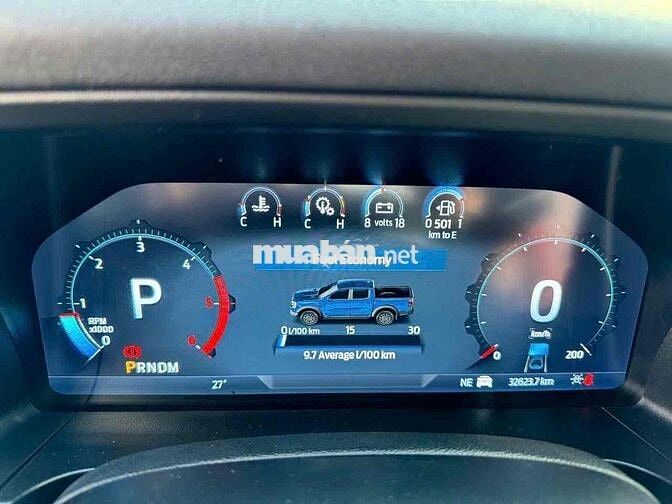 C H
C H
8 volts 18
0 501 1
km to E
muabán.net
Economy
3
2 4
1 5
RPM
x1000
0 6
P
0 l/100 km 15 30
9.7 Average l/100 km
0
km/h
0 200
PRNDM
27°
NE
32623.7 km